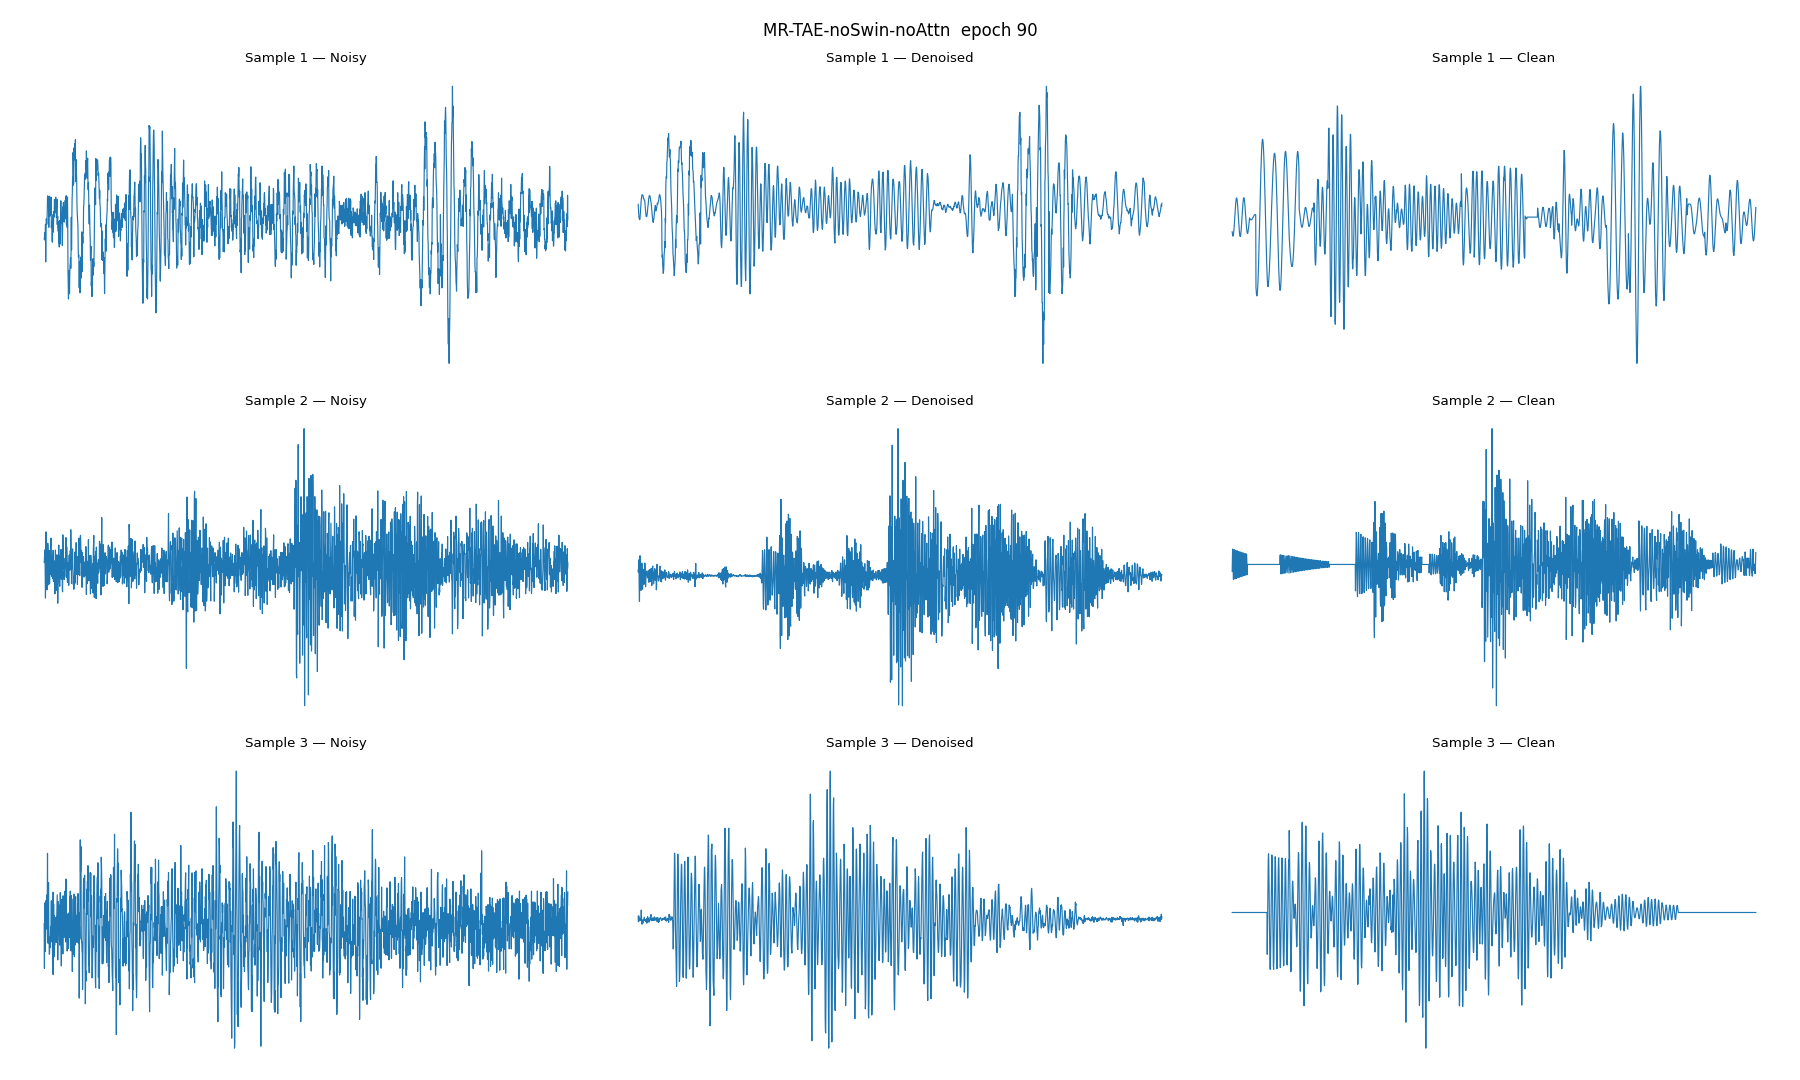 MR-TAE-noSwin-noAttn  epoch 90
Sample 1 — Noisy
Sample 1 — Denoised
Sample 1 — Clean
Sample 2 — Noisy
Sample 2 — Denoised
Sample 2 — Clean
Sample 3 — Noisy
Sample 3 — Denoised
Sample 3 — Clean